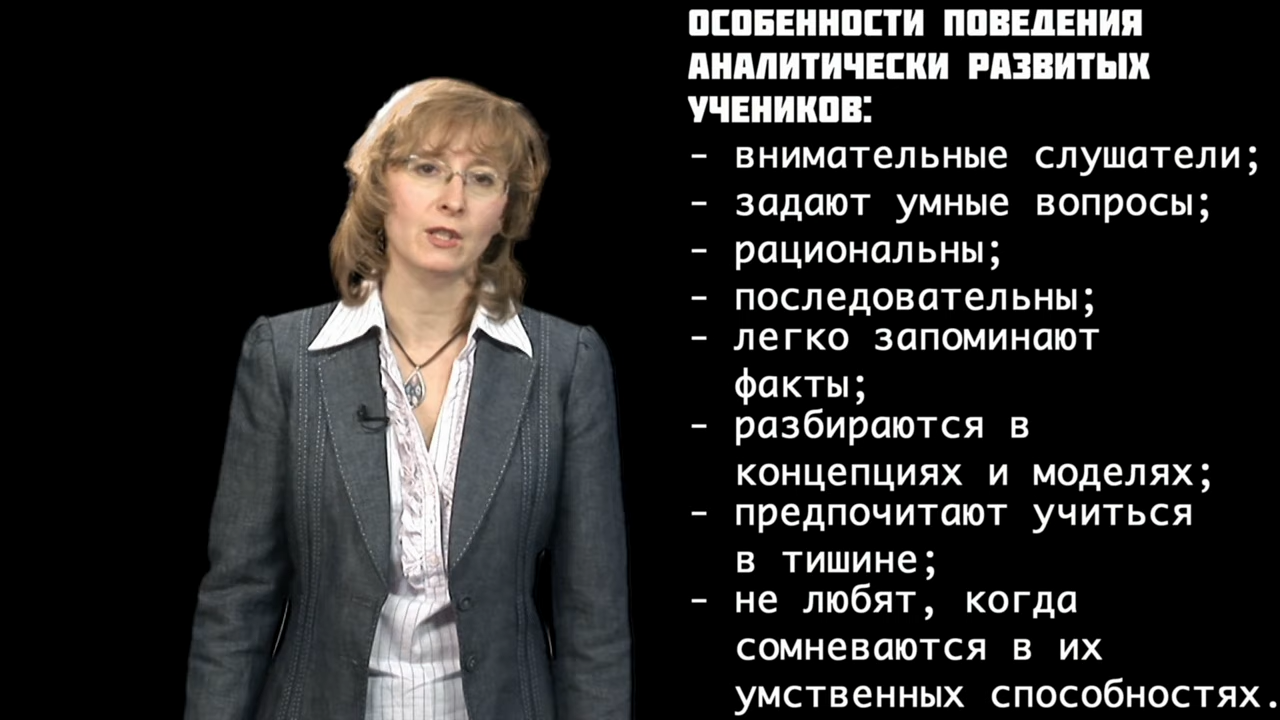 ОСОБЕННОСТИ ПОВЕДЕНИЯ
АНАЛИТИЧЕСКИ РАЗВИТЫХ
УЧЕНИКОВ:
- внимательные слушатели;
- задают умные вопросы;
- рациональны;
- последовательны;
- легко запоминают
факты;
- разбираются в
концепциях и моделях;
- предпочитают учиться
в тишине;
- не любят, когда
сомневаются в их
умственных способностях.